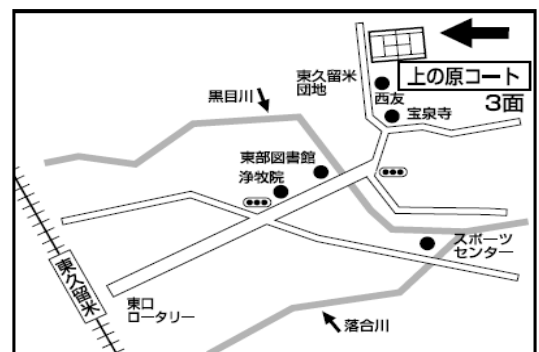 上の原コート
3面
東久留米
団地
西友
宝泉寺
黒目川
東部図書館
浄牧院
スポーツ
センター
東久留米
東口
ロータリー
落合川